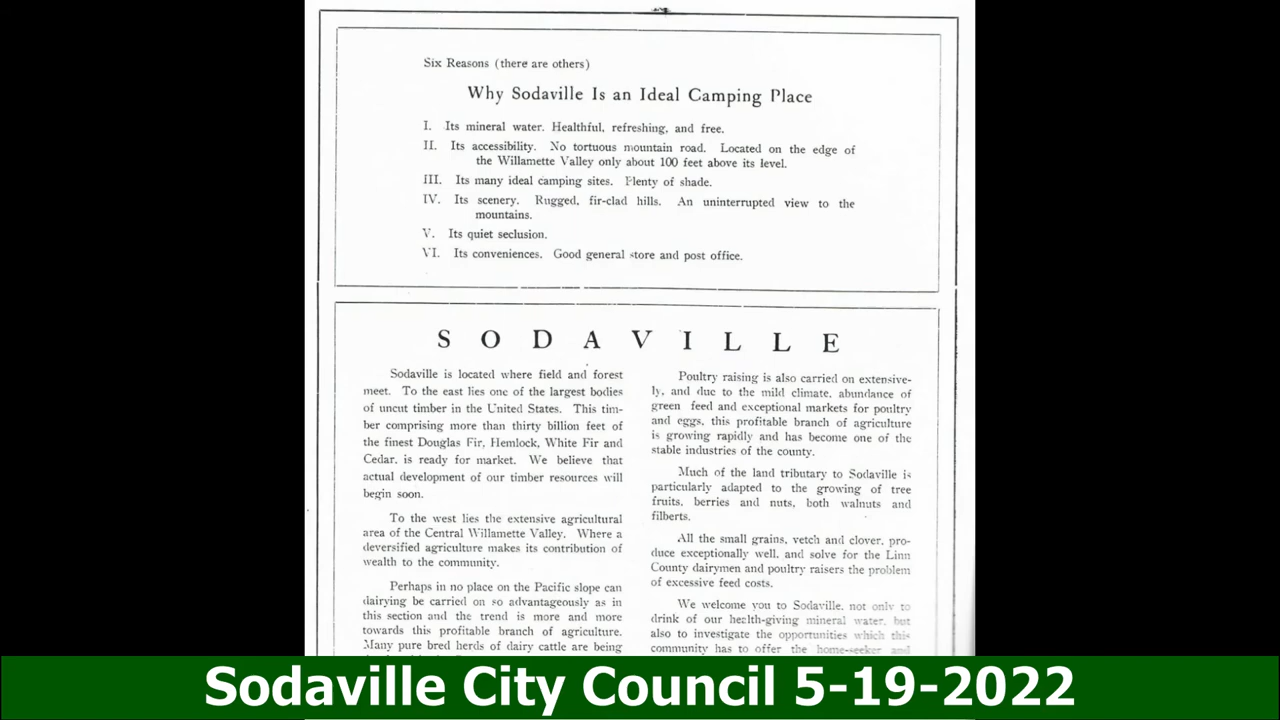 Six Reasons (there are others)
Why Sodaville Is an Ideal Camping Place
I. Its mineral water. Healthful, refreshing, and free.
II. Its accessibility. No tortuous mountain road. Located on the edge of
the Willamette Valley only about 100 feet above its level.
III. Its many ideal camping sites. Plenty of shade.
IV. Its scenery. Rugged, fir-clad hills. An uninterrupted view to the
mountains.
V. Its quiet seclusion.
VI. Its conveniences. Good general store and post office.
SODAVILLE
Sodaville is located where field and forest
meet. To the east lies one of the largest bodies
of uncut timber in the United States. This tim-
ber comprising more than thirty billion feet of
the finest Douglas Fir, Hemlock, White Fir and
Cedar, is ready for market. We believe that
actual development of our timber resources will
begin soon.
To the west lies the extensive agricultural
area of the Central Willamette Valley. Where a
deversified agriculture makes its contribution of
wealth to the community.
Perhaps in no place on the Pacific slope can
dairying be carried on so advantageously as in
this section and the trend is more and more
towards this profitable branch of agriculture.
Many pure bred herds of dairy cattle are being
Poultry raising is also carried on extensive-
ly, and due to the mild climate, abundance of
green feed and exceptional markets for poultry
and eggs, this profitable branch of agriculture
is growing rapidly and has become one of the
stable industries of the county.
Much of the land tributary to Sodaville is
particularly adapted to the growing of tree
fruits, berries and nuts, both walnuts and
filberts.
All the small grains, vetch and clover, pro-
duce exceptionally well, and solve for the Linn
County dairymen and poultry raisers the problem
of excessive feed costs.
We welcome you to Sodaville, not only to
drink of our health-giving mineral water, but
also to investigate the opportunities which this
community has to offer the home-seeker and
Sodaville City Council 5-19-2022